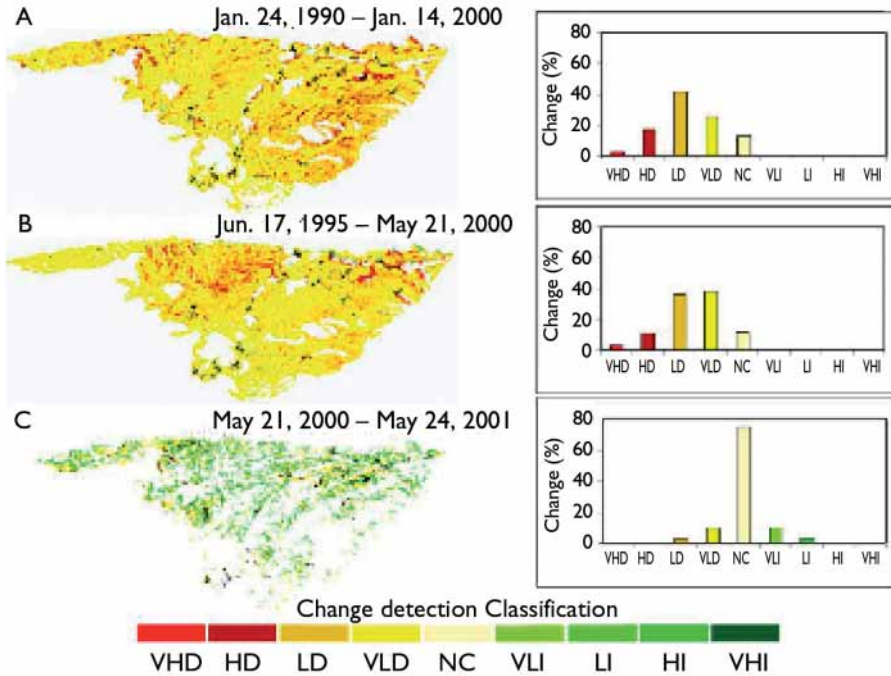 A
Jan. 24, 1990 – Jan. 14, 2000
Change (%)
80
60
40
20
0
VHD HD LD VLD NC VLI LI HI VHI
B
Jun. 17, 1995 – May 21, 2000
Change (%)
80
60
40
20
0
VHD HD LD VLD NC VLI LI HI VHI
C
May 21, 2000 – May 24, 2001
Change (%)
80
60
40
20
0
VHD HD LD VLD NC VLI LI HI VHI
Change detection Classification
VHD HD LD VLD NC VLI LI HI VHI